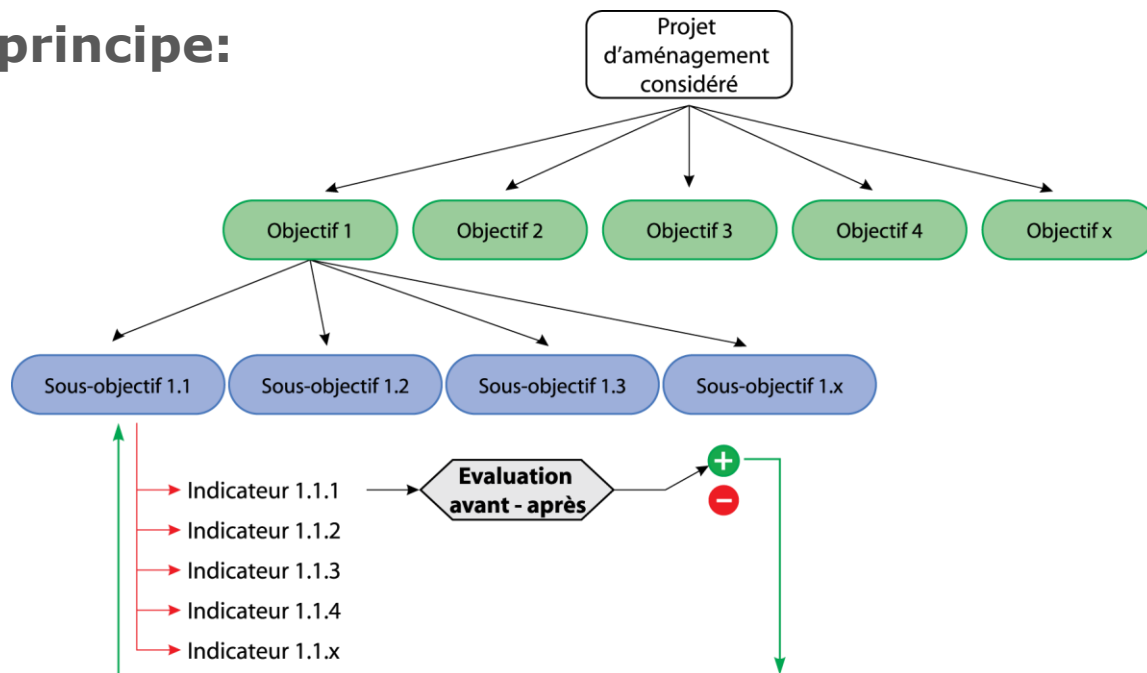 principe:
Projet
d'aménagement
considéré
Objectif 1
Objectif 2
Objectif 3
Objectif 4
Objectif x
Sous-objectif 1.1
Sous-objectif 1.2
Sous-objectif 1.3
Sous-objectif 1.x
Indicateur 1.1.1
Evaluation
avant - après
+
−
Indicateur 1.1.2
Indicateur 1.1.3
Indicateur 1.1.4
Indicateur 1.1.x